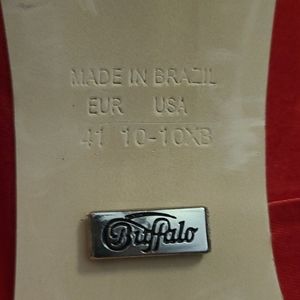 MADE IN BRAZIL
EUR USA
41 10-10XB
Buffalo